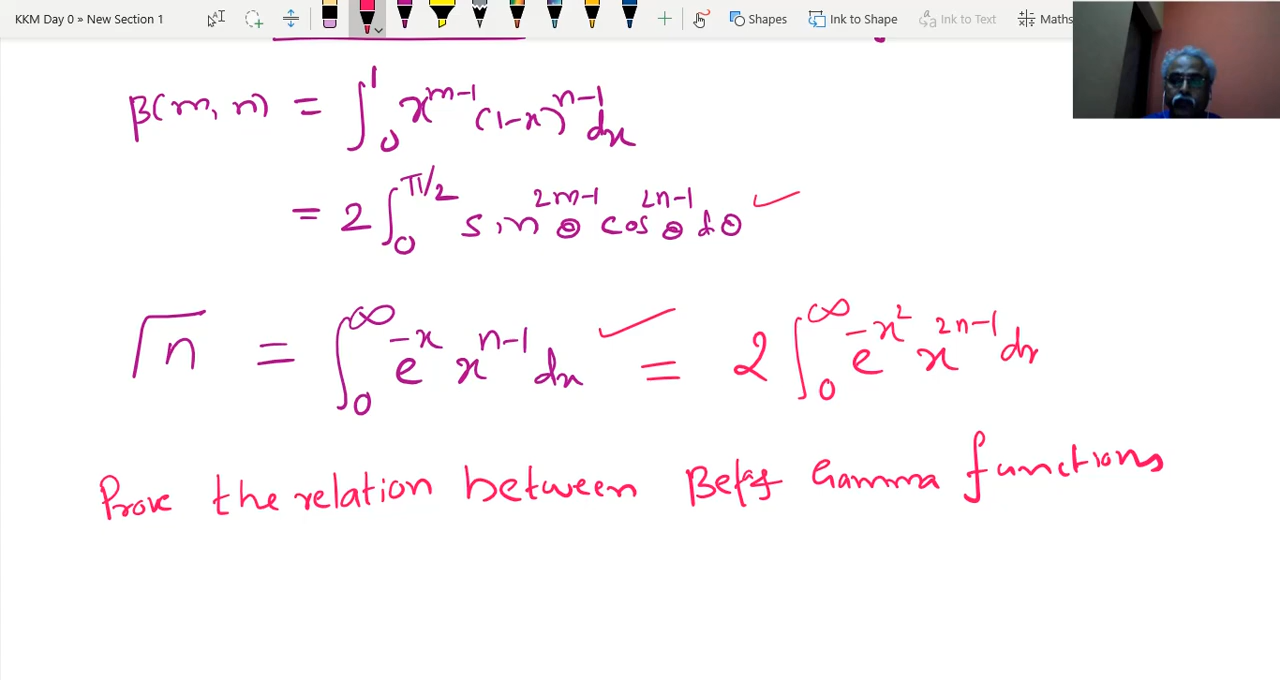 KKM Day 0 » New Section 1
Shapes Ink to Shape Ink to Text Maths
β(m, n) = ∫₀¹ x^{m-1} (1-x)^{n-1} dx
= 2 ∫₀^{π/2} sin^{2m-1} θ cos^{2n-1} θ dθ ✓
Γn = ∫₀^∞ e^{-x} x^{n-1} dx ✓ = 2 ∫₀^∞ e^{-x²} x^{2n-1} dx
Prove the relation between Gamma functions